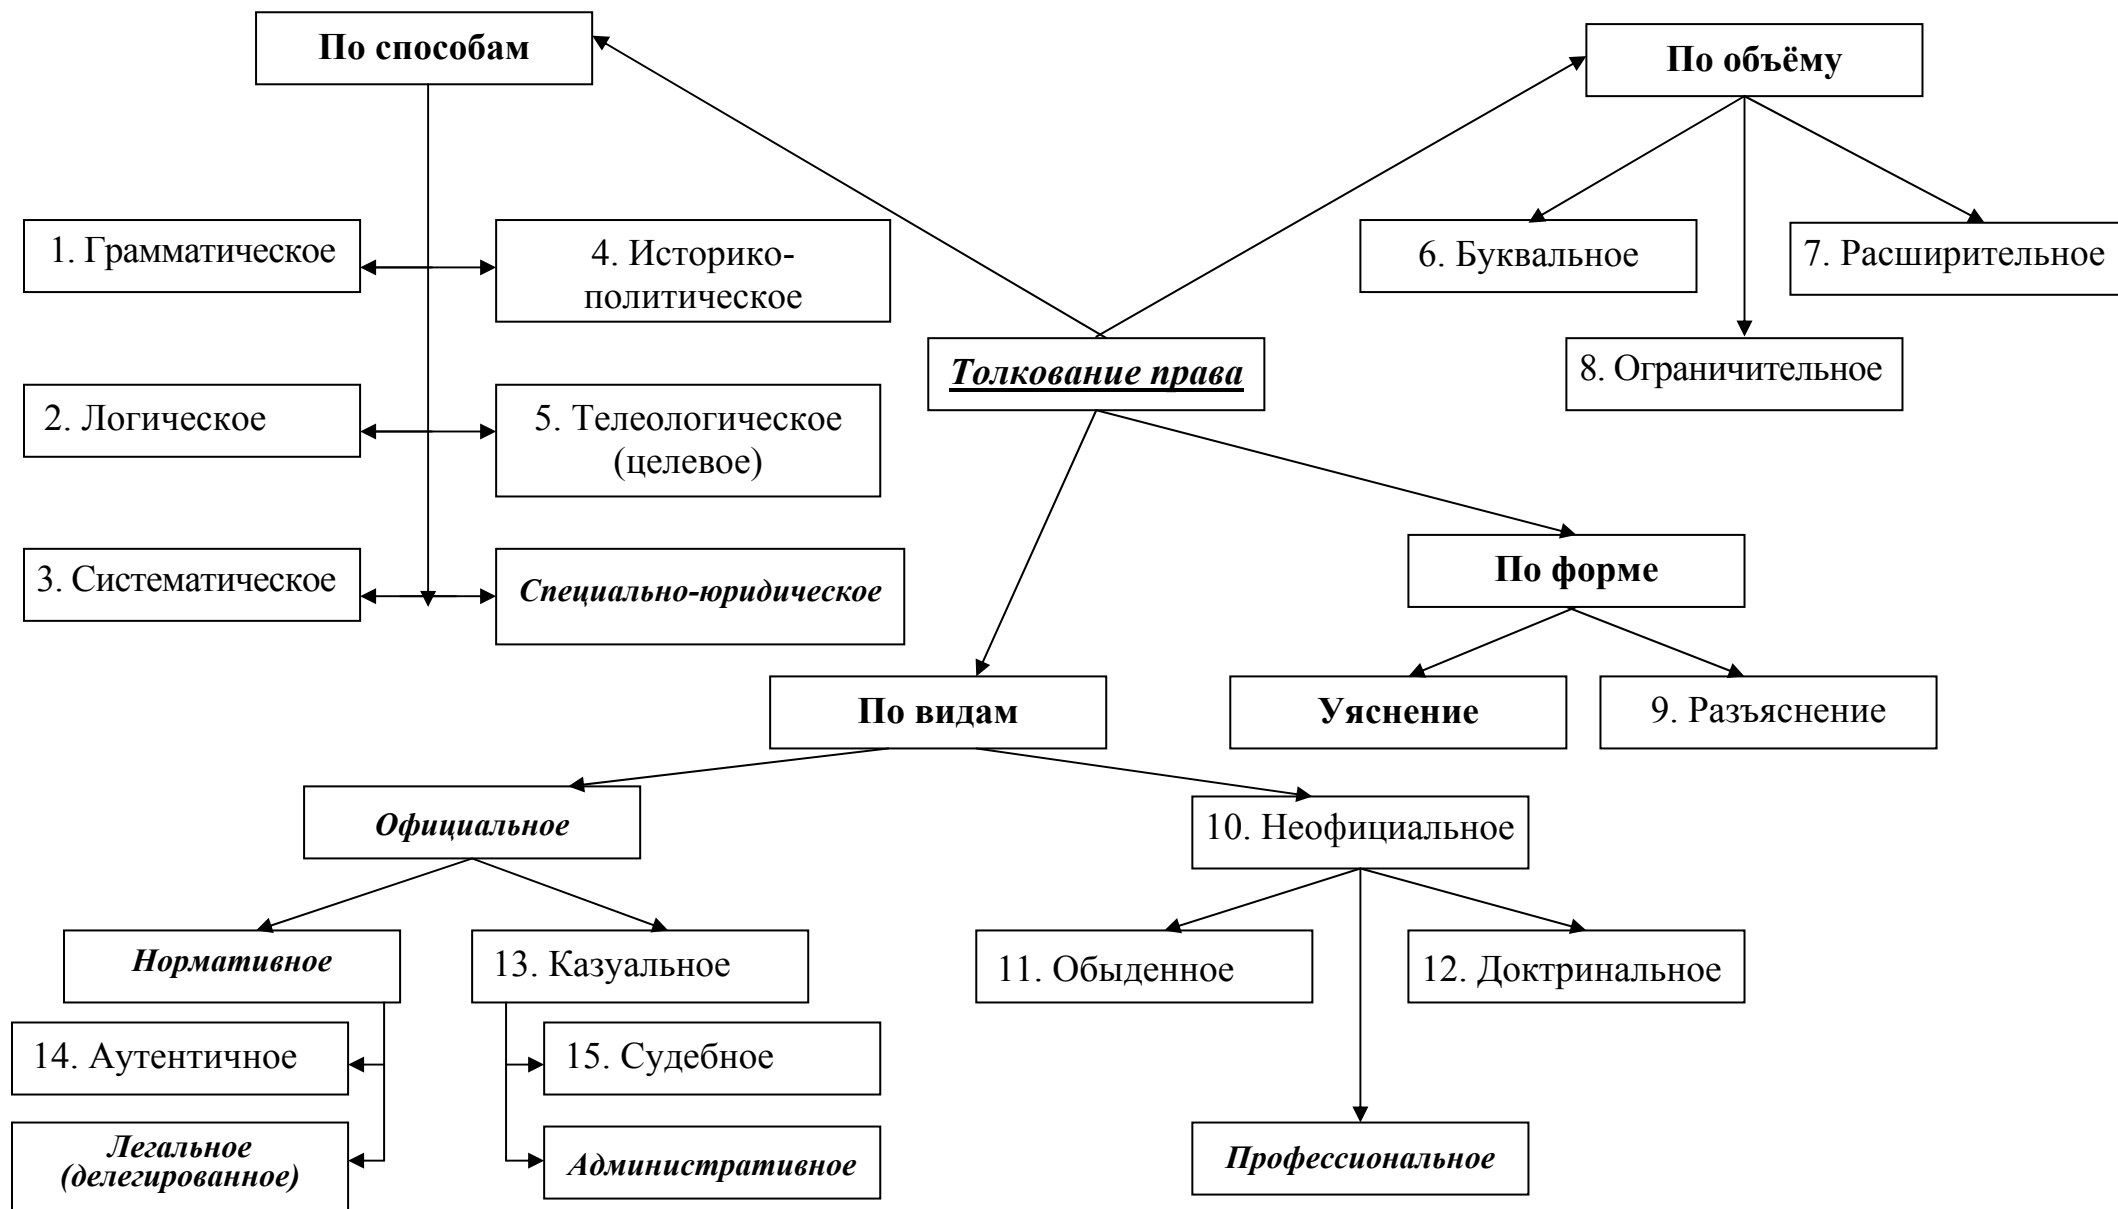 По способам
По объёму
1. Грамматическое
4. Историко-
политическое
6. Буквальное
7. Расширительное
Толкование права
8. Ограничительное
2. Логическое
5. Телеологическое
(целевое)
3. Систематическое
Специально-юридическое
По форме
По видам
Уяснение
9. Разъяснение
Официальное
10. Неофициальное
Нормативное
13. Казуальное
11. Обыденное
12. Доктринальное
14. Аутентичное
15. Судебное
Легальное
(делегированное)
Административное
Профессиональное